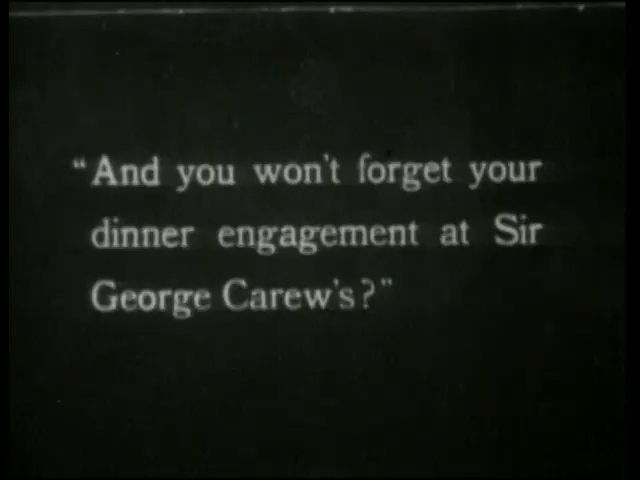 “And you won't forget your
dinner engagement at Sir
George Carew's?”